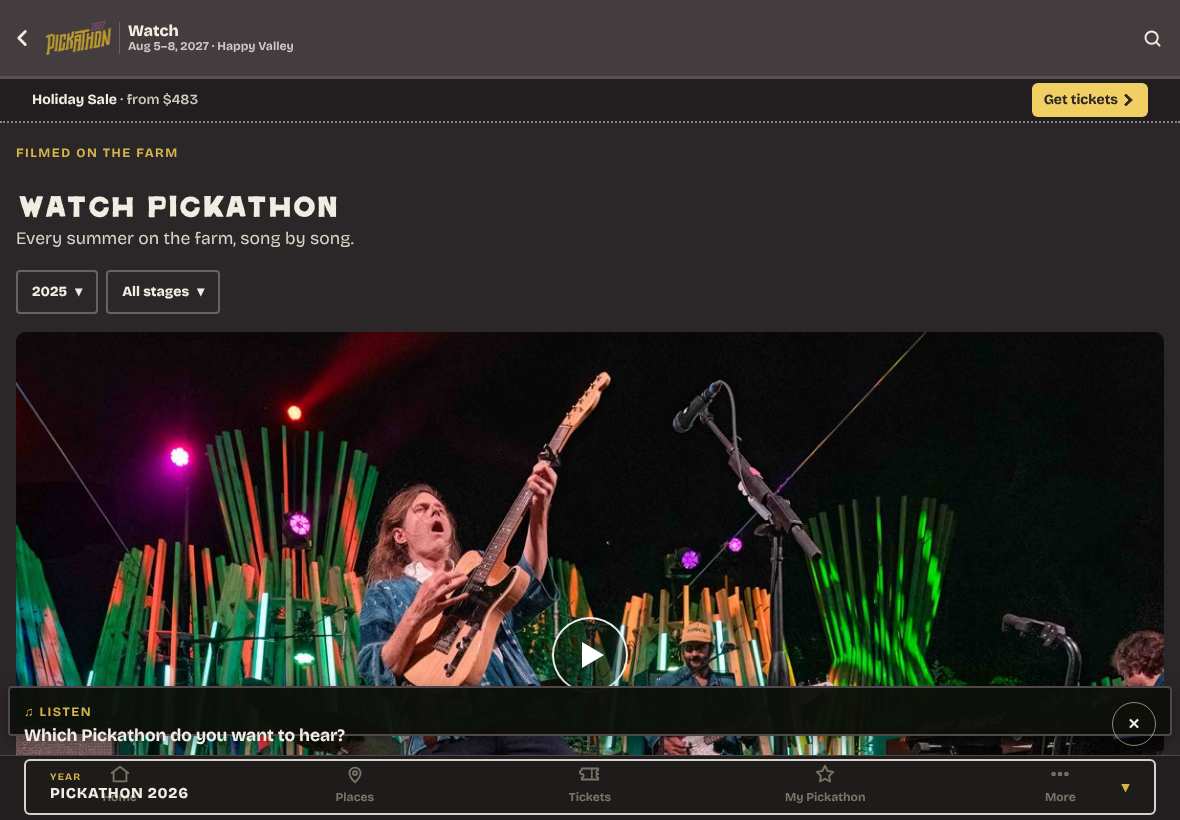 PICKATHON
Watch
Aug 5–8, 2027 · Happy Valley
Holiday Sale · from $483
Get tickets
FILMED ON THE FARM
WATCH PICKATHON
Every summer on the farm, song by song.
2025 ▼
All stages ▼
♫ LISTEN
Which Pickathon do you want to hear?
YEAR
PICKATHON 2026
Home
Places
Tickets
My Pickathon
More